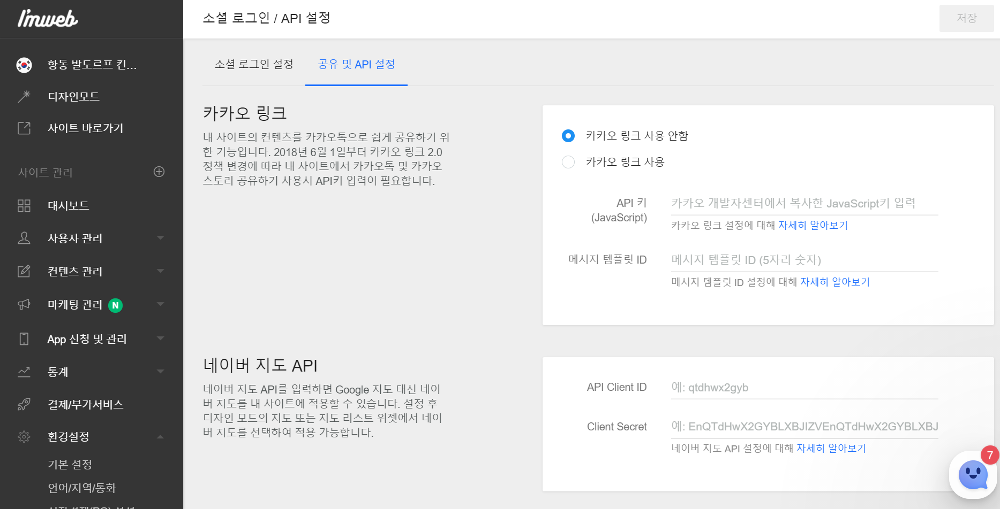 I'mweb
항동 발도르프 킨...
디자인모드
사이트 바로가기
사이트 관리
대시보드
사용자 관리
컨텐츠 관리
마케팅 관리 N
App 신청 및 관리
통계
결제/부가서비스
환경설정
기본 설정
언어/지역/통화
소셜 로그인 / API 설정
저장
소셜 로그인 설정
공유 및 API 설정
카카오 링크
내 사이트의 컨텐츠를 카카오톡으로 쉽게 공유하기 위
한 기능입니다. 2018년 6월 1일부터 카카오 링크 2.0
정책 변경에 따라 내 사이트에서 카카오톡 및 카카오
스토리 공유하기 사용시 API키 입력이 필요합니다.
카카오 링크 사용 안함
카카오 링크 사용
API 키
(JavaScript)
카카오 개발자센터에서 복사한 JavaScript키 입력
카카오 링크 설정에 대해 자세히 알아보기
메시지 템플릿 ID
메시지 템플릿 ID (5자리 숫자)
메시지 템플릿 ID 설정에 대해 자세히 알아보기
네이버 지도 API
네이버 지도 API를 입력하면 Google 지도 대신 네이
버 지도를 내 사이트에 적용할 수 있습니다. 설정 후
디자인 모드의 지도 또는 지도 리스트 위젯에서 네이
버 지도를 선택하여 적용 가능합니다.
API Client ID
예: qtdhwx2gyb
Client Secret
예: EnQTdHwX2GYBLXBJIZVEnQTdHwX2GYBLXBJ
네이버 지도 API 설정에 대해 자세히 알아보기
7